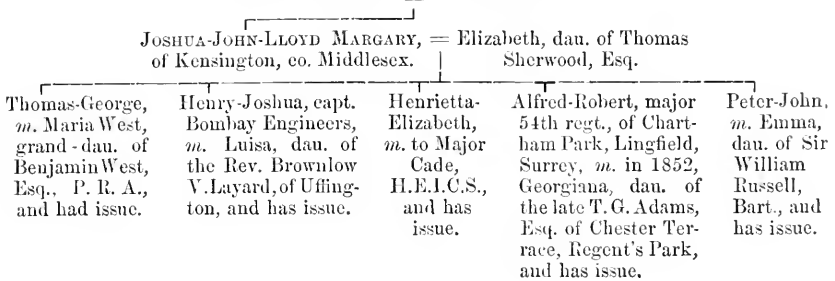 JOSHUA-JOHN-LLOYD MARGARY, = Elizabeth, dau. of Thomas
of Kensington, co. Middlesex. Sherwood, Esq.
Thomas-George,
m. Maria West,
grand-dau. of
Benjamin West,
Esq., P. R. A.,
and had issue.
Henry-Joshua, capt.
Bombay Engineers,
m. Luisa, dau. of
the Rev. Brownlow
V. Layard, of Uffing-
ton, and has issue.
Henrietta-
Elizabeth,
m. to Major
Cade,
H.E.I.C.S.,
and has
issue.
Alfred-Robert, major
54th regt., of Chart-
ham Park, Lingfield,
Surrey, m. in 1852,
Georgiana, dau. of
the late T. G. Adams,
Esq. of Chester Ter-
race, Regent's Park,
and has issue.
Peter-John,
m. Emma,
dau. of Sir
William
Russell,
Bart., and
has issue.